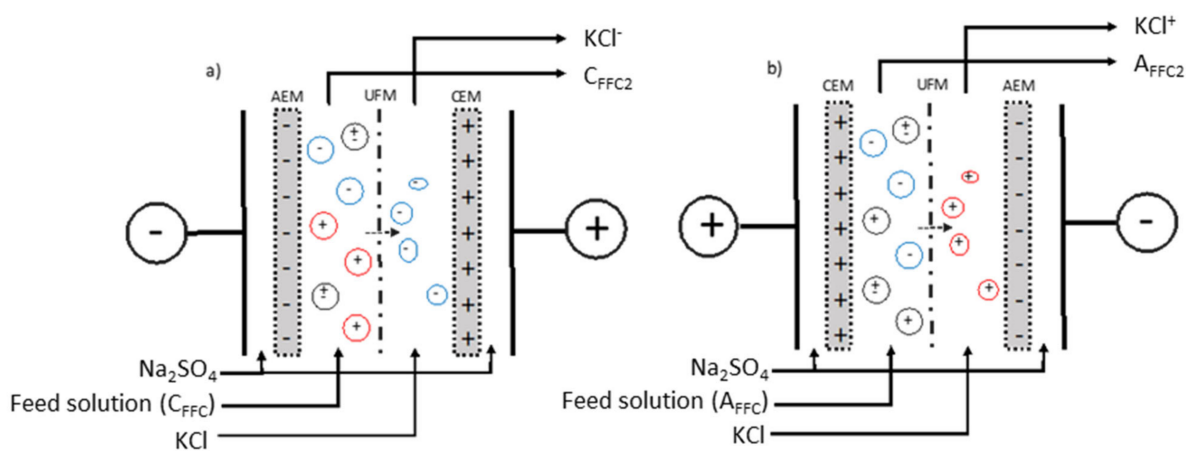 KCl⁻
a)
C_FFC2
AEM
UFM
CEM
-
+
Na₂SO₄
Feed solution (C_FFC)
KCl
KCl⁺
b)
A_FFC2
CEM
UFM
AEM
+
-
Na₂SO₄
Feed solution (A_FFC)
KCl